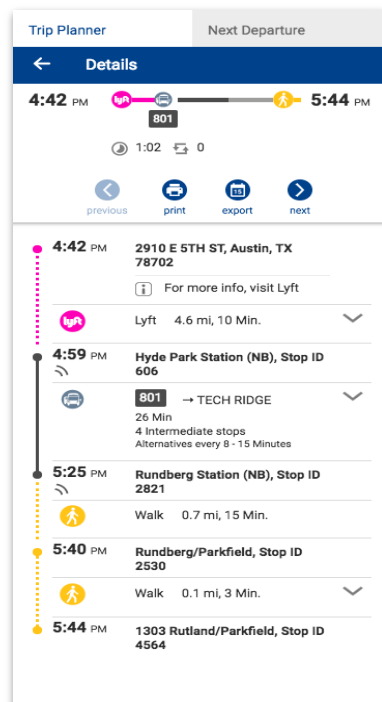 Trip Planner Next Departure
Details
4:42 PM lyft 5:44 PM
801
1:02 0
15
previous print export next
4:42 PM 2910 E 5TH ST, Austin, TX
78702
i For more info, visit Lyft
lyft Lyft 4.6 mi, 10 Min.
4:59 PM Hyde Park Station (NB), Stop ID
606
801 → TECH RIDGE
26 Min
4 Intermediate stops
Alternatives every 8 - 15 Minutes
5:25 PM Rundberg Station (NB), Stop ID
2821
Walk 0.7 mi, 15 Min.
5:40 PM Rundberg/Parkfield, Stop ID
2530
Walk 0.1 mi, 3 Min.
5:44 PM 1303 Rutland/Parkfield, Stop ID
4564